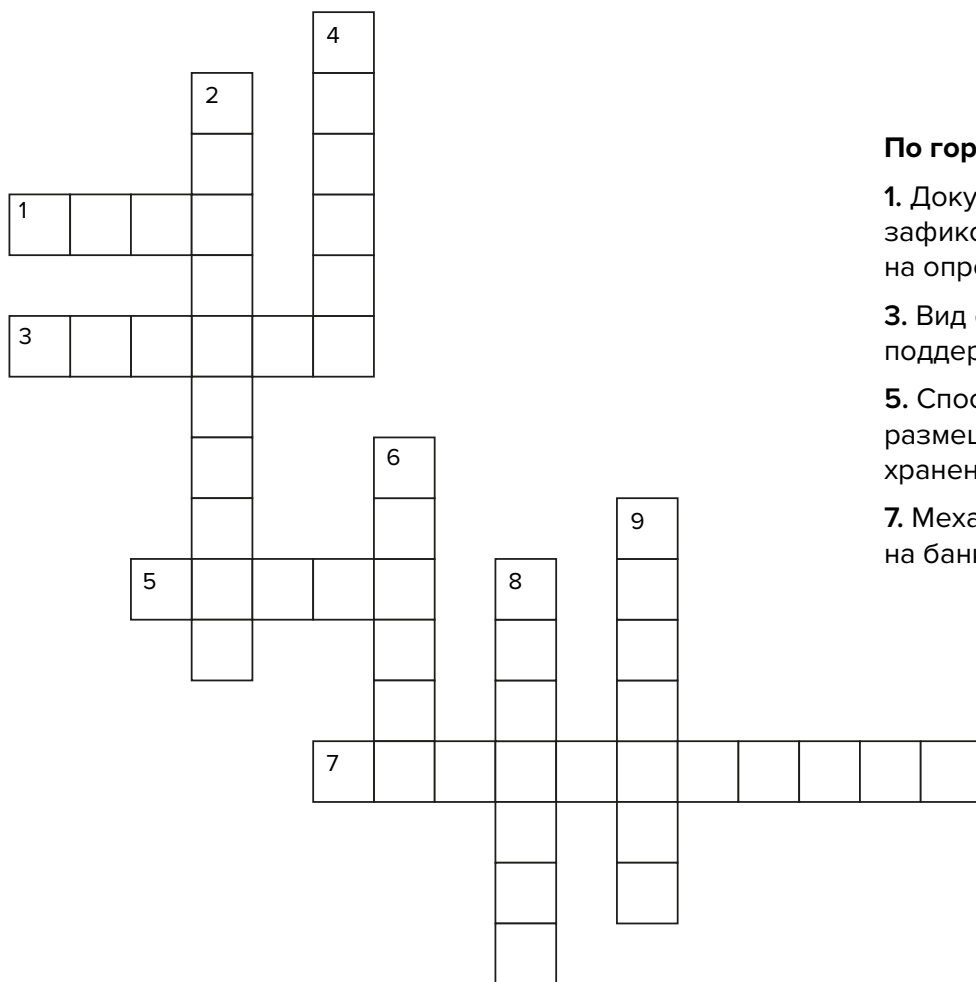 4
2
По гор
1
1. Доку
зафикс
на опре
3
3. Вид
поддер
5. Спос
6
размец
хранен
9
7. Меха
на бан
5
8
7